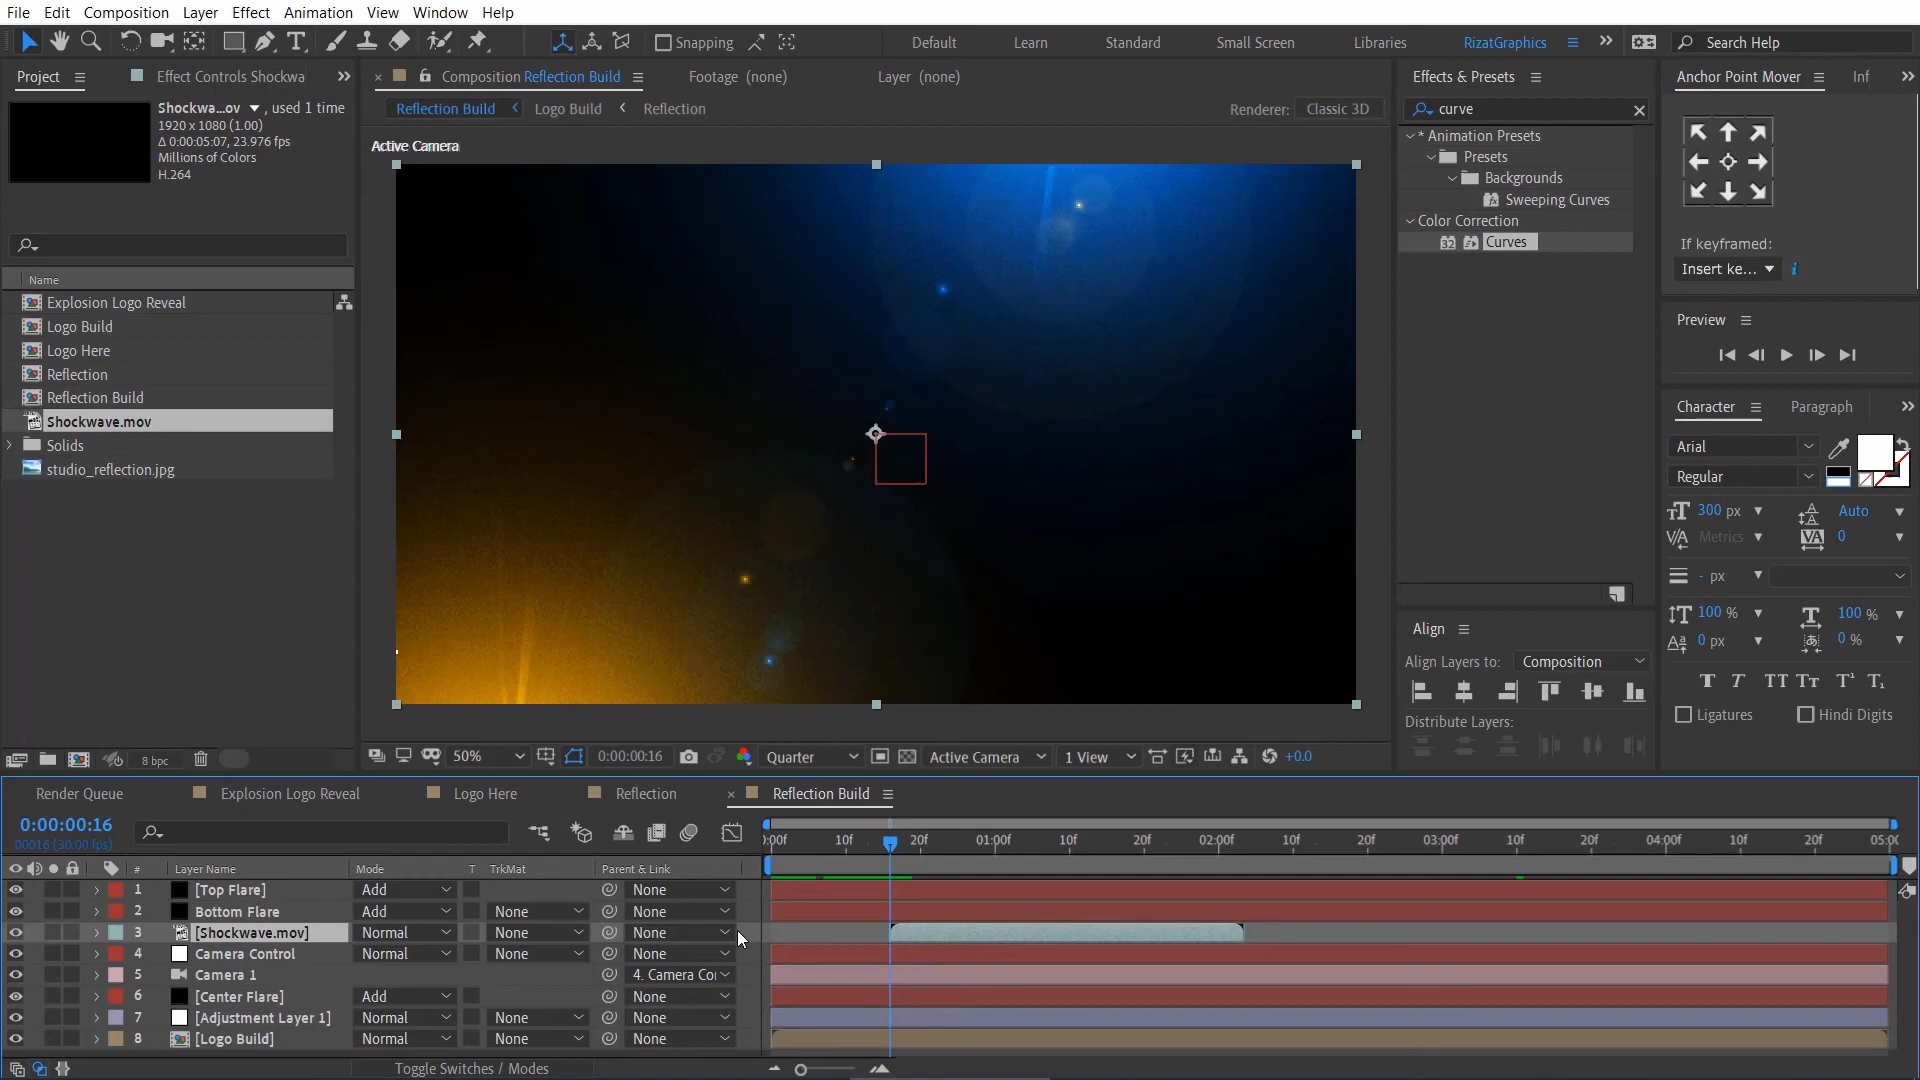 File Edit Composition Layer Effect Animation View Window Help
Snapping Default Learn Standard Small Screen Libraries RizatGraphics Search Help
Project Effect Controls Shockwa
Composition Reflection Build Footage (none) Layer (none)
Effects & Presets
Anchor Point Mover Inf
Shockwa...ov , used 1 time
1920 x 1080 (1.00)
Δ 0:00:05:07, 23.976 fps
Millions of Colors
H.264
Reflection Build Logo Build Reflection
Renderer: Classic 3D
Active Camera
curve
* Animation Presets
Presets
Backgrounds
Sweeping Curves
Color Correction
32 Curves
If keyframed:
Insert ke...
Preview
Name
Explosion Logo Reveal
Logo Build
Logo Here
Reflection
Reflection Build
Shockwave.mov
Solids
studio_reflection.jpg
Character Paragraph
Arial
Regular
300 px Auto
Metrics 0
- px
100 % 100 %
0 px 0 %
Ligatures Hindi Digits
Align
Align Layers to: Composition
Distribute Layers:
8 bpc
50% 0:00:00:16 Quarter Active Camera 1 View +0.0
Render Queue Explosion Logo Reveal Logo Here Reflection Reflection Build
0:00:00:16
00016 (30.00 fps)
):00f 10f 20f 01:00f 10f 20f 02:00f 10f 20f 03:00f 10f 20f 04:00f 10f 20f 05:00
# Layer Name Mode T TrkMat Parent & Link
1 [Top Flare] Add None
2 Bottom Flare Add None None
3 [Shockwave.mov] Normal None None
4 Camera Control Normal None None
5 Camera 1 4. Camera Coı
6 [Center Flare] Add None
7 [Adjustment Layer 1] Normal None None
8 [Logo Build] Normal None None
Toggle Switches / Modes